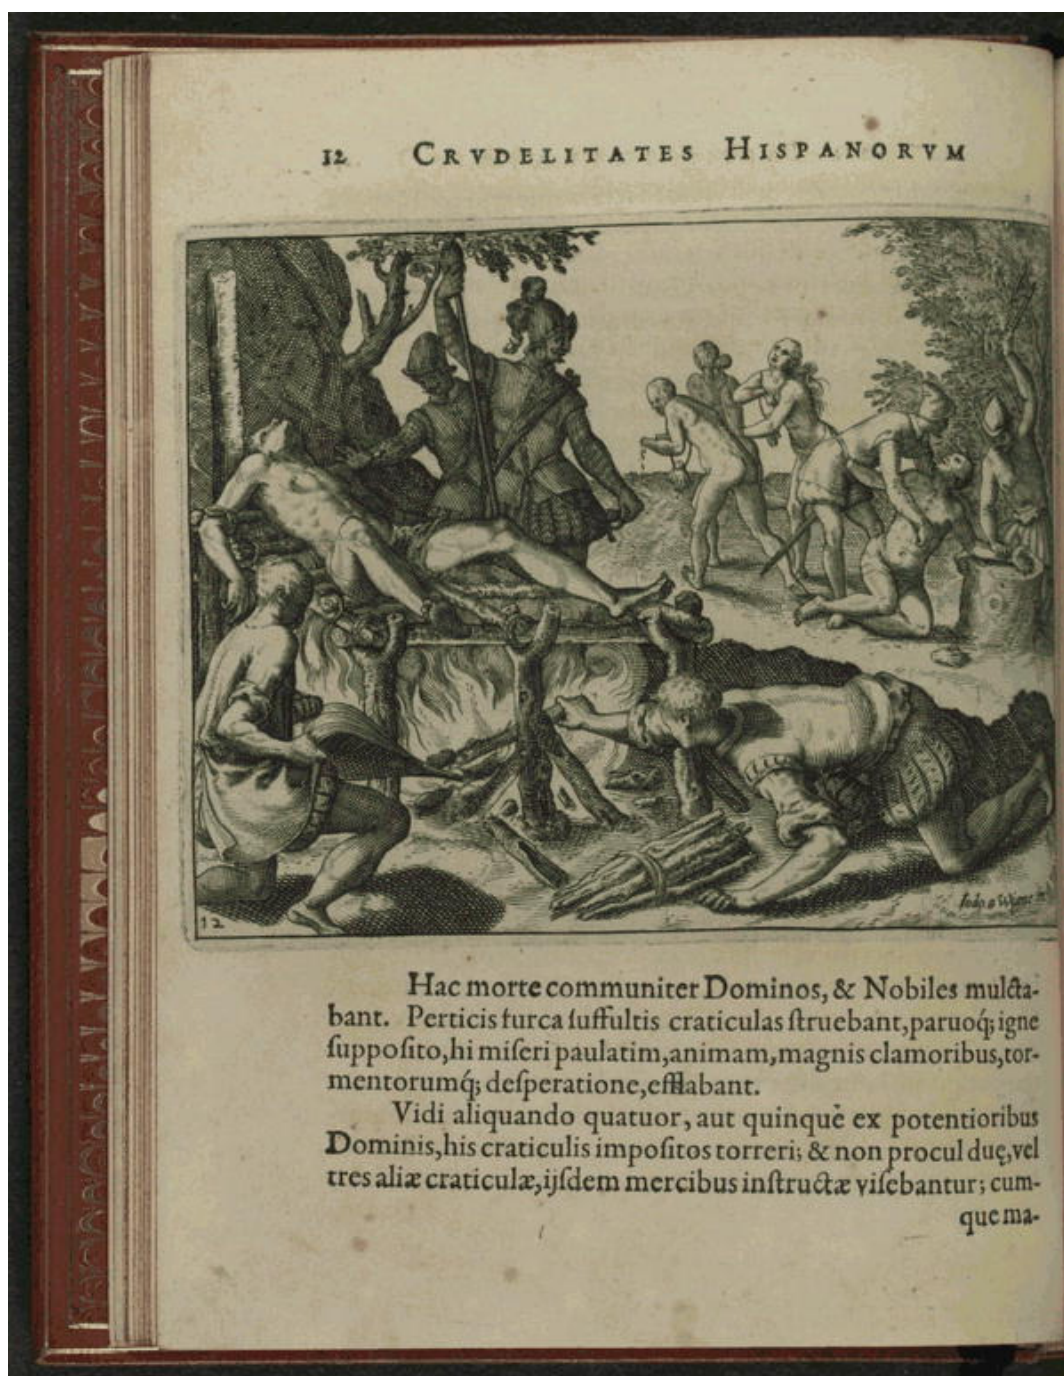 12 CRVDELITATES HISPANORVM
12
Hac morte communiter Dominos, & Nobiles mulcta-
bant. Perticis furca ſuffultis craticulas ſtruebant, paruoq́; igne
ſuppoſito, hi miſeri paulatim, animam, magnis clamoribus, tor-
mentorumq́; deſperatione, efflabant.
Vidi aliquando quatuor, aut quinquè ex potentioribus
Dominis, his craticulis impoſitos torreri; & non procul duę, vel
tres aliæ craticulæ, ijſdem mercibus inſtructæ viſebantur; cum-
que ma-